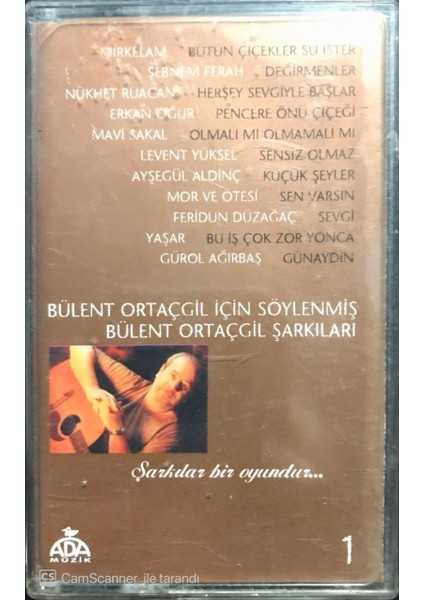 MİRKELAM BÜTÜN ÇİÇEKLER SU İSTER
ŞEBNEM FERAH DEĞİRMENLER
NÜKHET RUACAN HERŞEY SEVGİYLE BAŞLAR
ERKAN OĞUR PENCERE ÖNÜ ÇİÇEĞİ
MAVİ SAKAL OLMALI MI OLMAMALI MI
LEVENT YÜKSEL SENSİZ OLMAZ
AYŞEGÜL ALDİNÇ KÜÇÜK ŞEYLER
MOR VE ÖTESİ SEN VARSIN
FERİDUN DÜZAĞAÇ SEVGİ
YAŞAR BU İŞ ÇOK ZOR YONCA
GÜROL AĞIRBAŞ GÜNAYDIN
BÜLENT ORTAÇGİL İÇİN SÖYLENMİŞ
BÜLENT ORTAÇGİL ŞARKILARI
Şarkılar bir oyundur...
ADA
MÜZİK
1
CS CamScanner ile tarandı